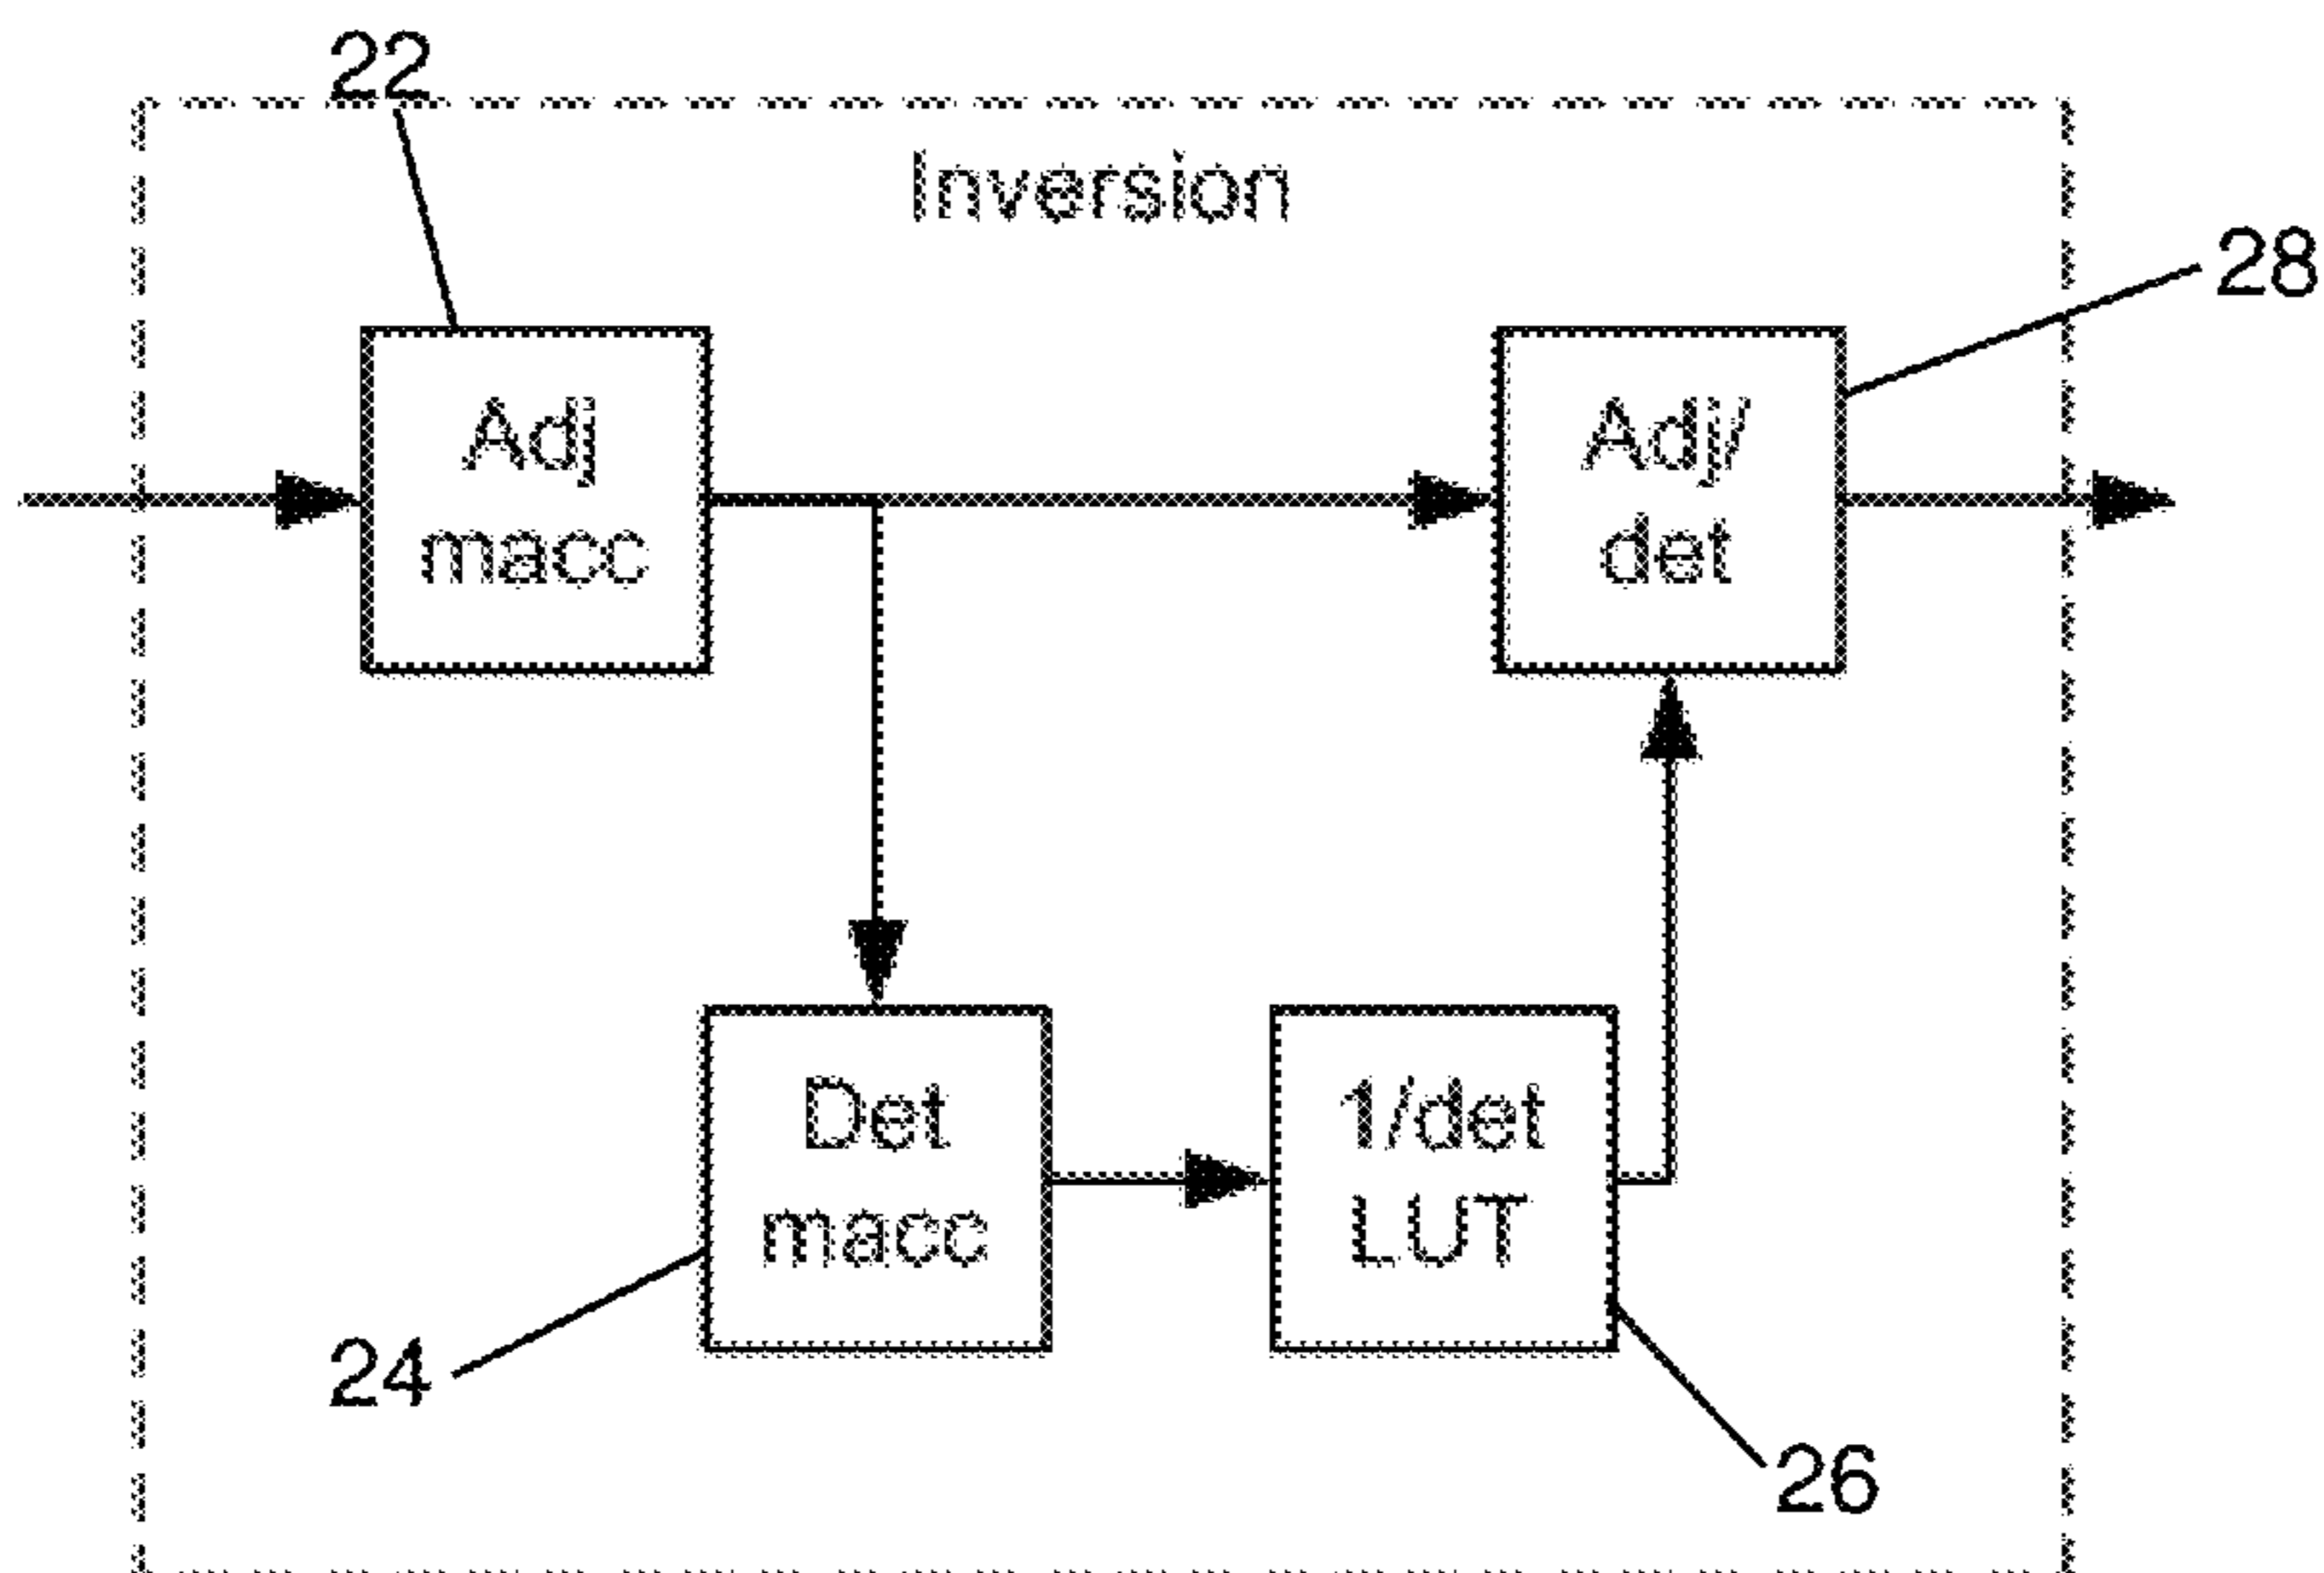 22
Inversion
28
Adj
macc
Adj/
det
Det
macc
1/det
LUT
24
26